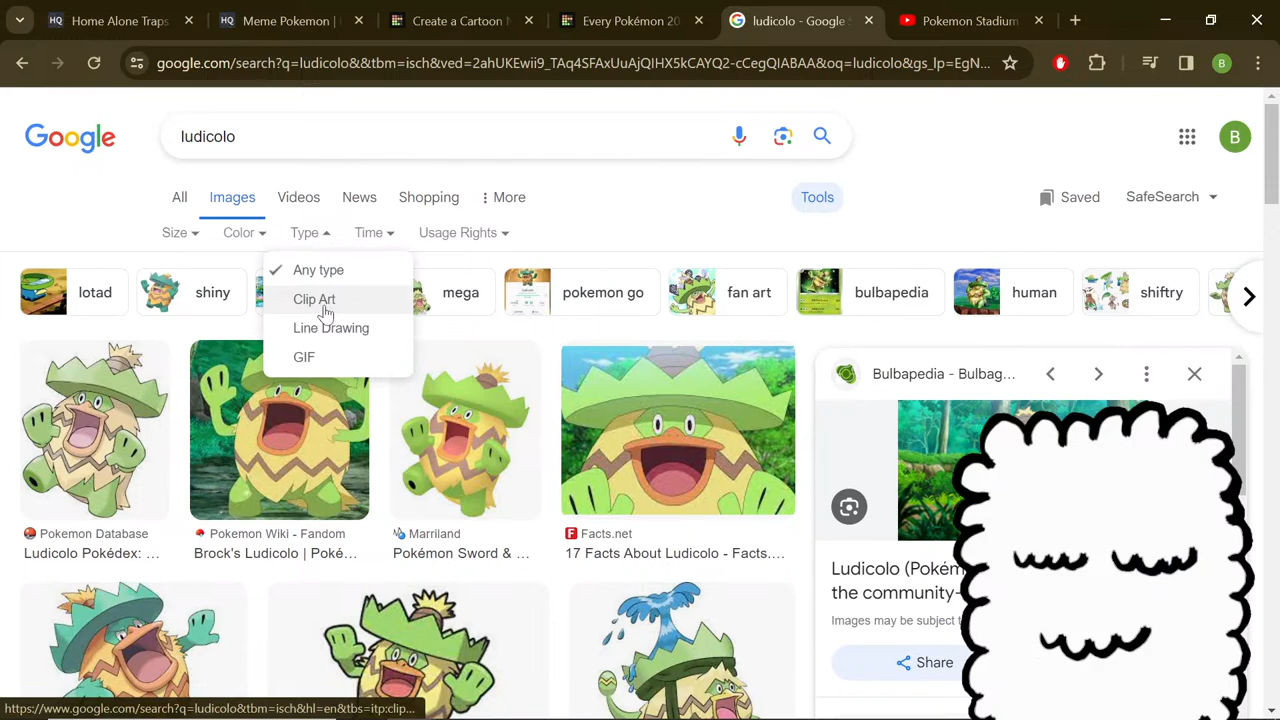 Home Alone Traps
Meme Pokemon |
Create a Cartoon
Every Pokémon 20
ludicolo - Google
Pokemon Stadium
google.com/search?q=ludicolo&&tbm=isch&ved=2ahUKEwii9_TAq4SFAxUuAjQIHX5kCAYQ2-cCegQIABAA&oq=ludicolo&gs_lp=EgN...
B
Google
ludicolo
B
All Images Videos News Shopping More Tools Saved SafeSearch
Size Color Type Time Usage Rights
Any type
Clip Art
Line Drawing
GIF
lotad
shiny
mega
pokemon go
fan art
bulbapedia
human
shiftry
Bulbapedia - Bulbag...
Pokemon Database
Ludicolo Pokédex: ...
Pokemon Wiki - Fandom
Brock's Ludicolo | Poké...
Marriland
Pokémon Sword & ...
F Facts.net
17 Facts About Ludicolo - Facts....
Ludicolo (Pokém
the community-
Images may be subject t
Share
https://www.google.com/search?q=ludicolo&tbm=isch&hl=en&tbs=itp:clip...